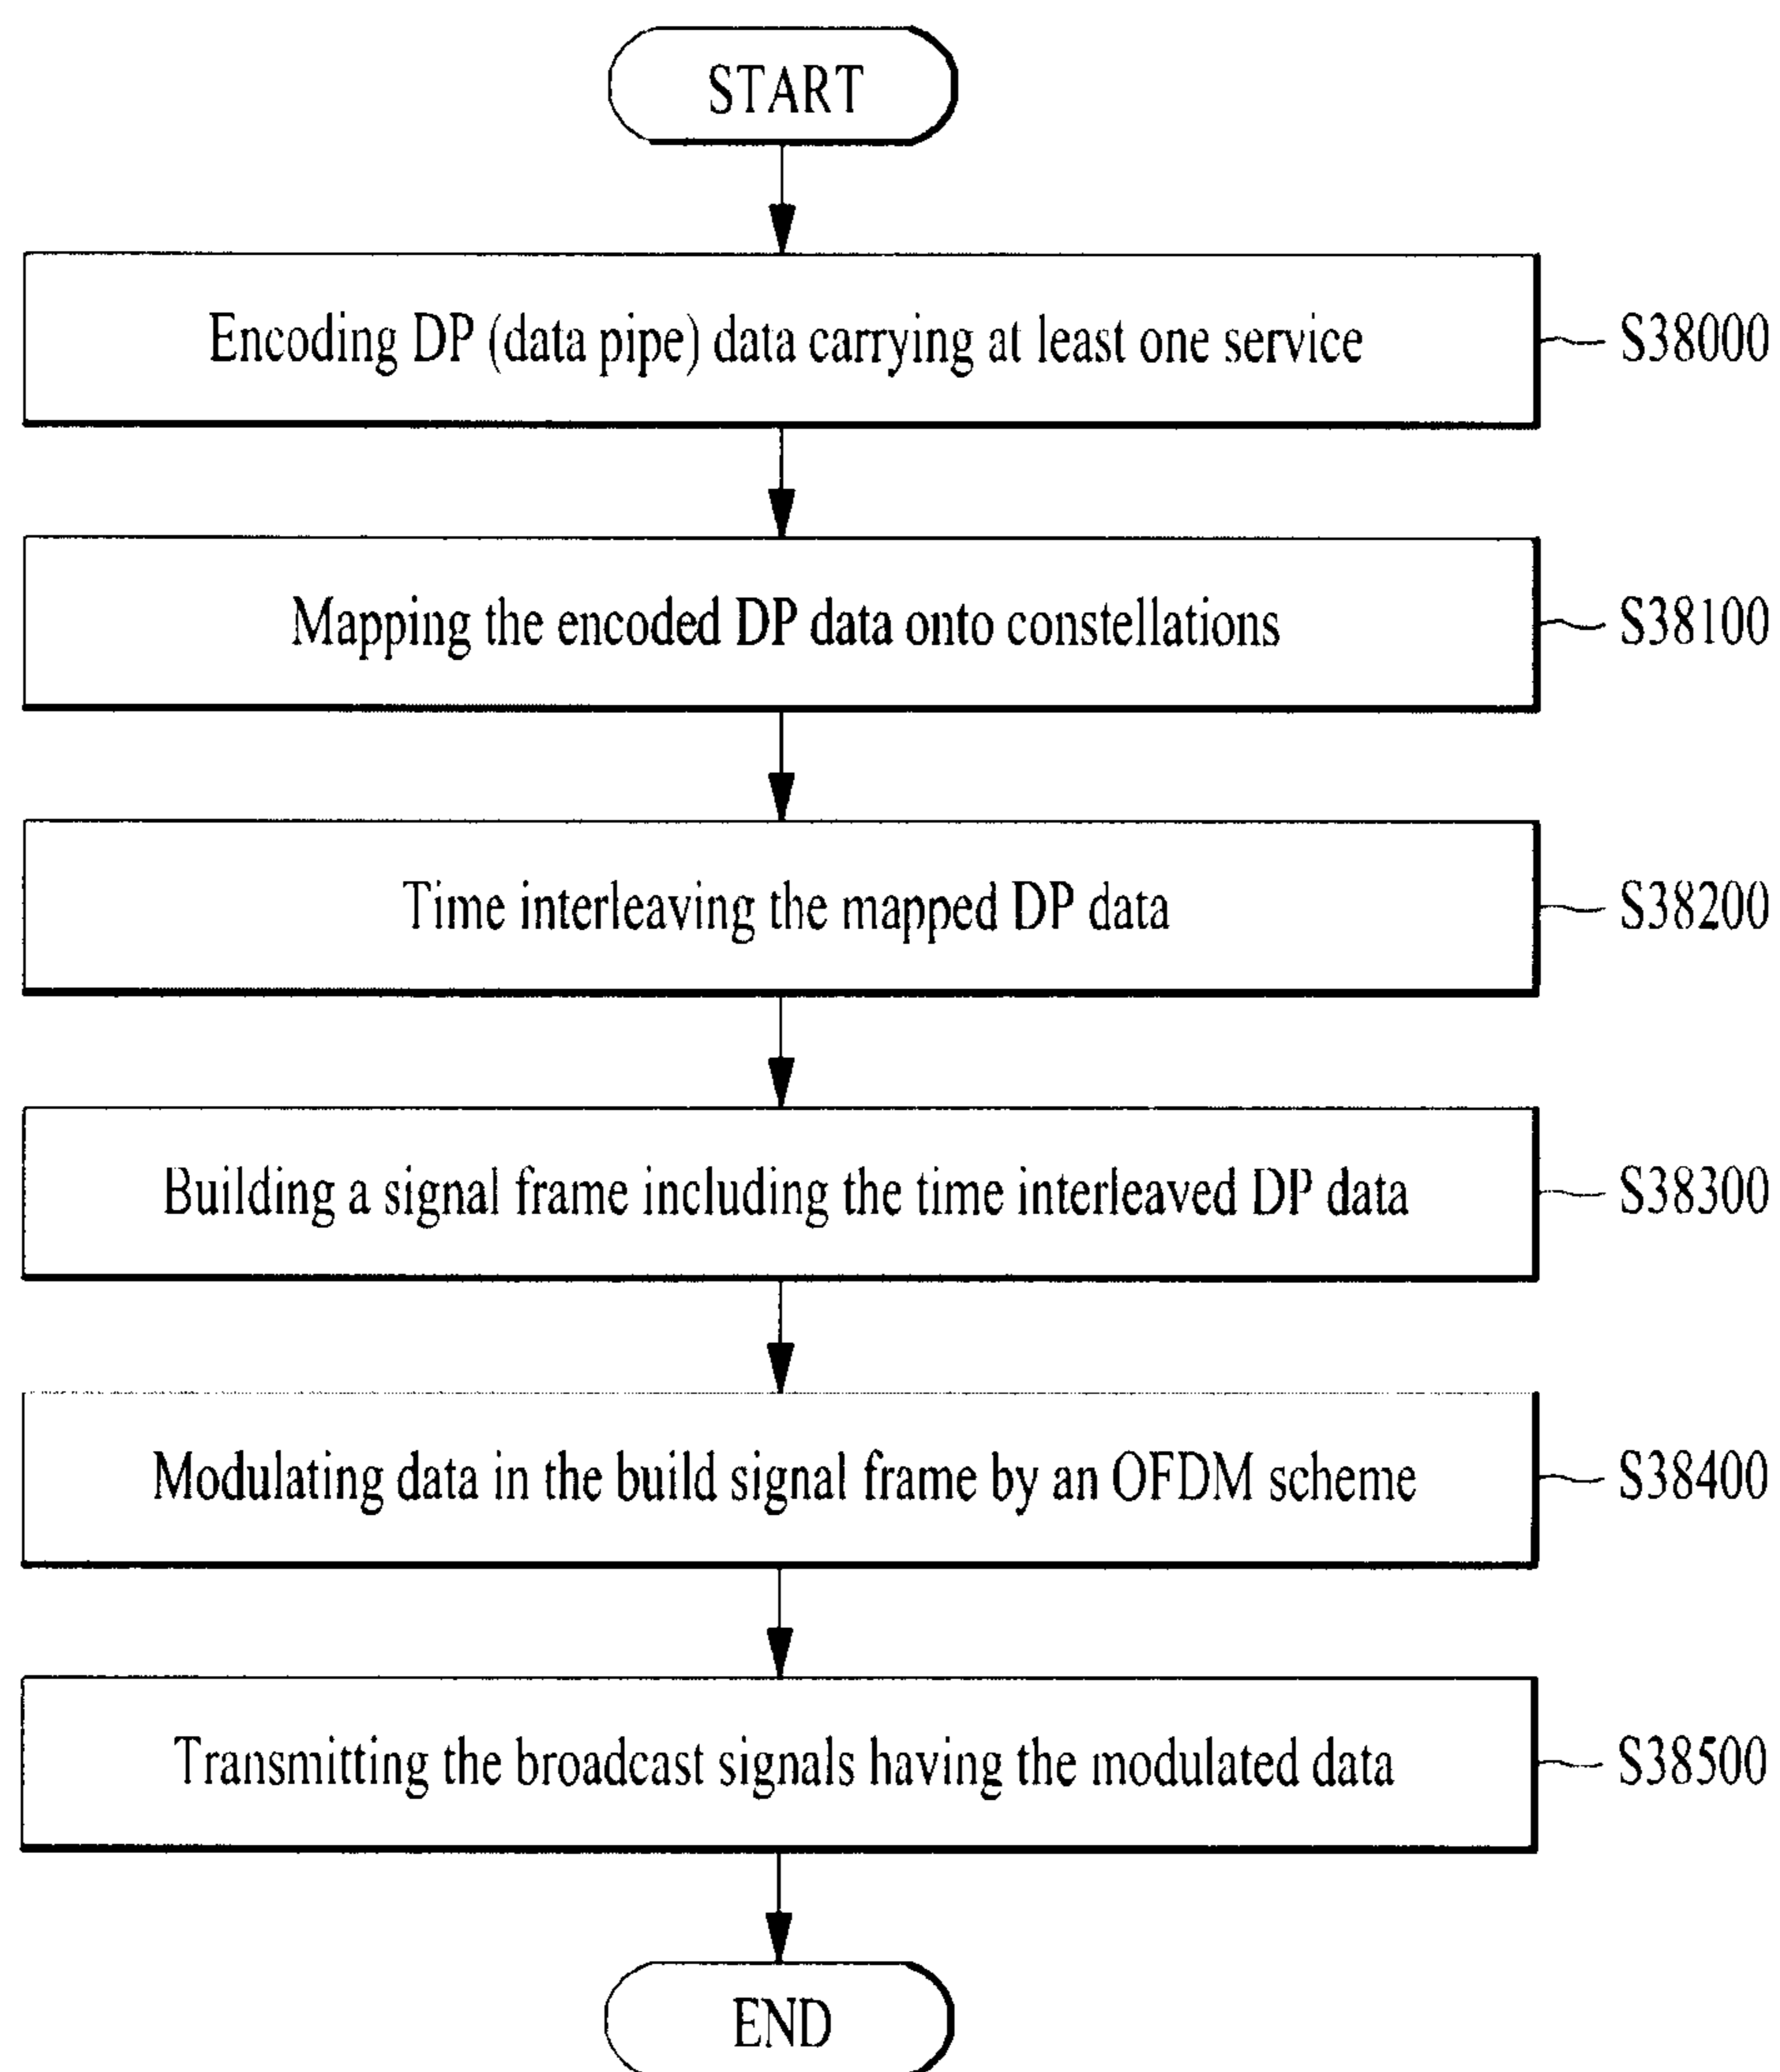 START
Encoding DP (data pipe) data carrying at least one service
S38000
Mapping the encoded DP data onto constellations
S38100
Time interleaving the mapped DP data
S38200
Building a signal frame including the time interleaved DP data
S38300
Modulating data in the build signal frame by an OFDM scheme
S38400
Transmitting the broadcast signals having the modulated data
S38500
END